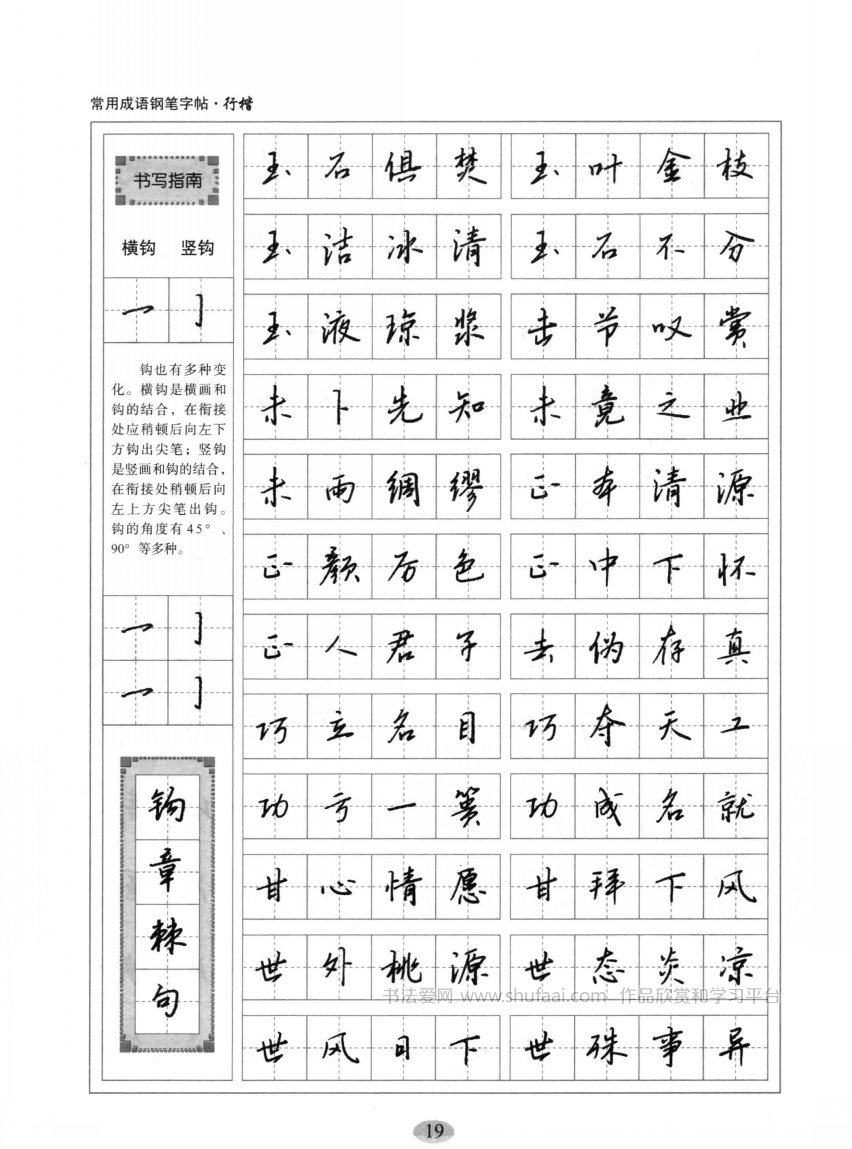 常用成语钢笔字帖·行楷
书写指南
横钩 竖钩
钩也有多种变
化。横钩是横画和
钩的结合，在衔接
处应稍顿后向左下
方钩出尖笔；竖钩
是竖画和钩的结合，
在衔接处稍顿后向
左上方尖笔出钩。
钩的角度有45°、
90°等多种。
钩
章
棘
句
玉石俱焚 玉叶金枝
玉洁冰清 玉石不分
玉液琼浆 击节叹赏
未卜先知 未竟之业
未雨绸缪 正本清源
正颜厉色 正中下怀
正人君子 去伪存真
巧立名目 巧夺天工
功亏一篑 功成名就
甘心情愿 甘拜下风
世外桃源 世态炎凉
世风日下 世殊事异
书法爱网 www.shufaai.com 作品欣赏和学习平台
19